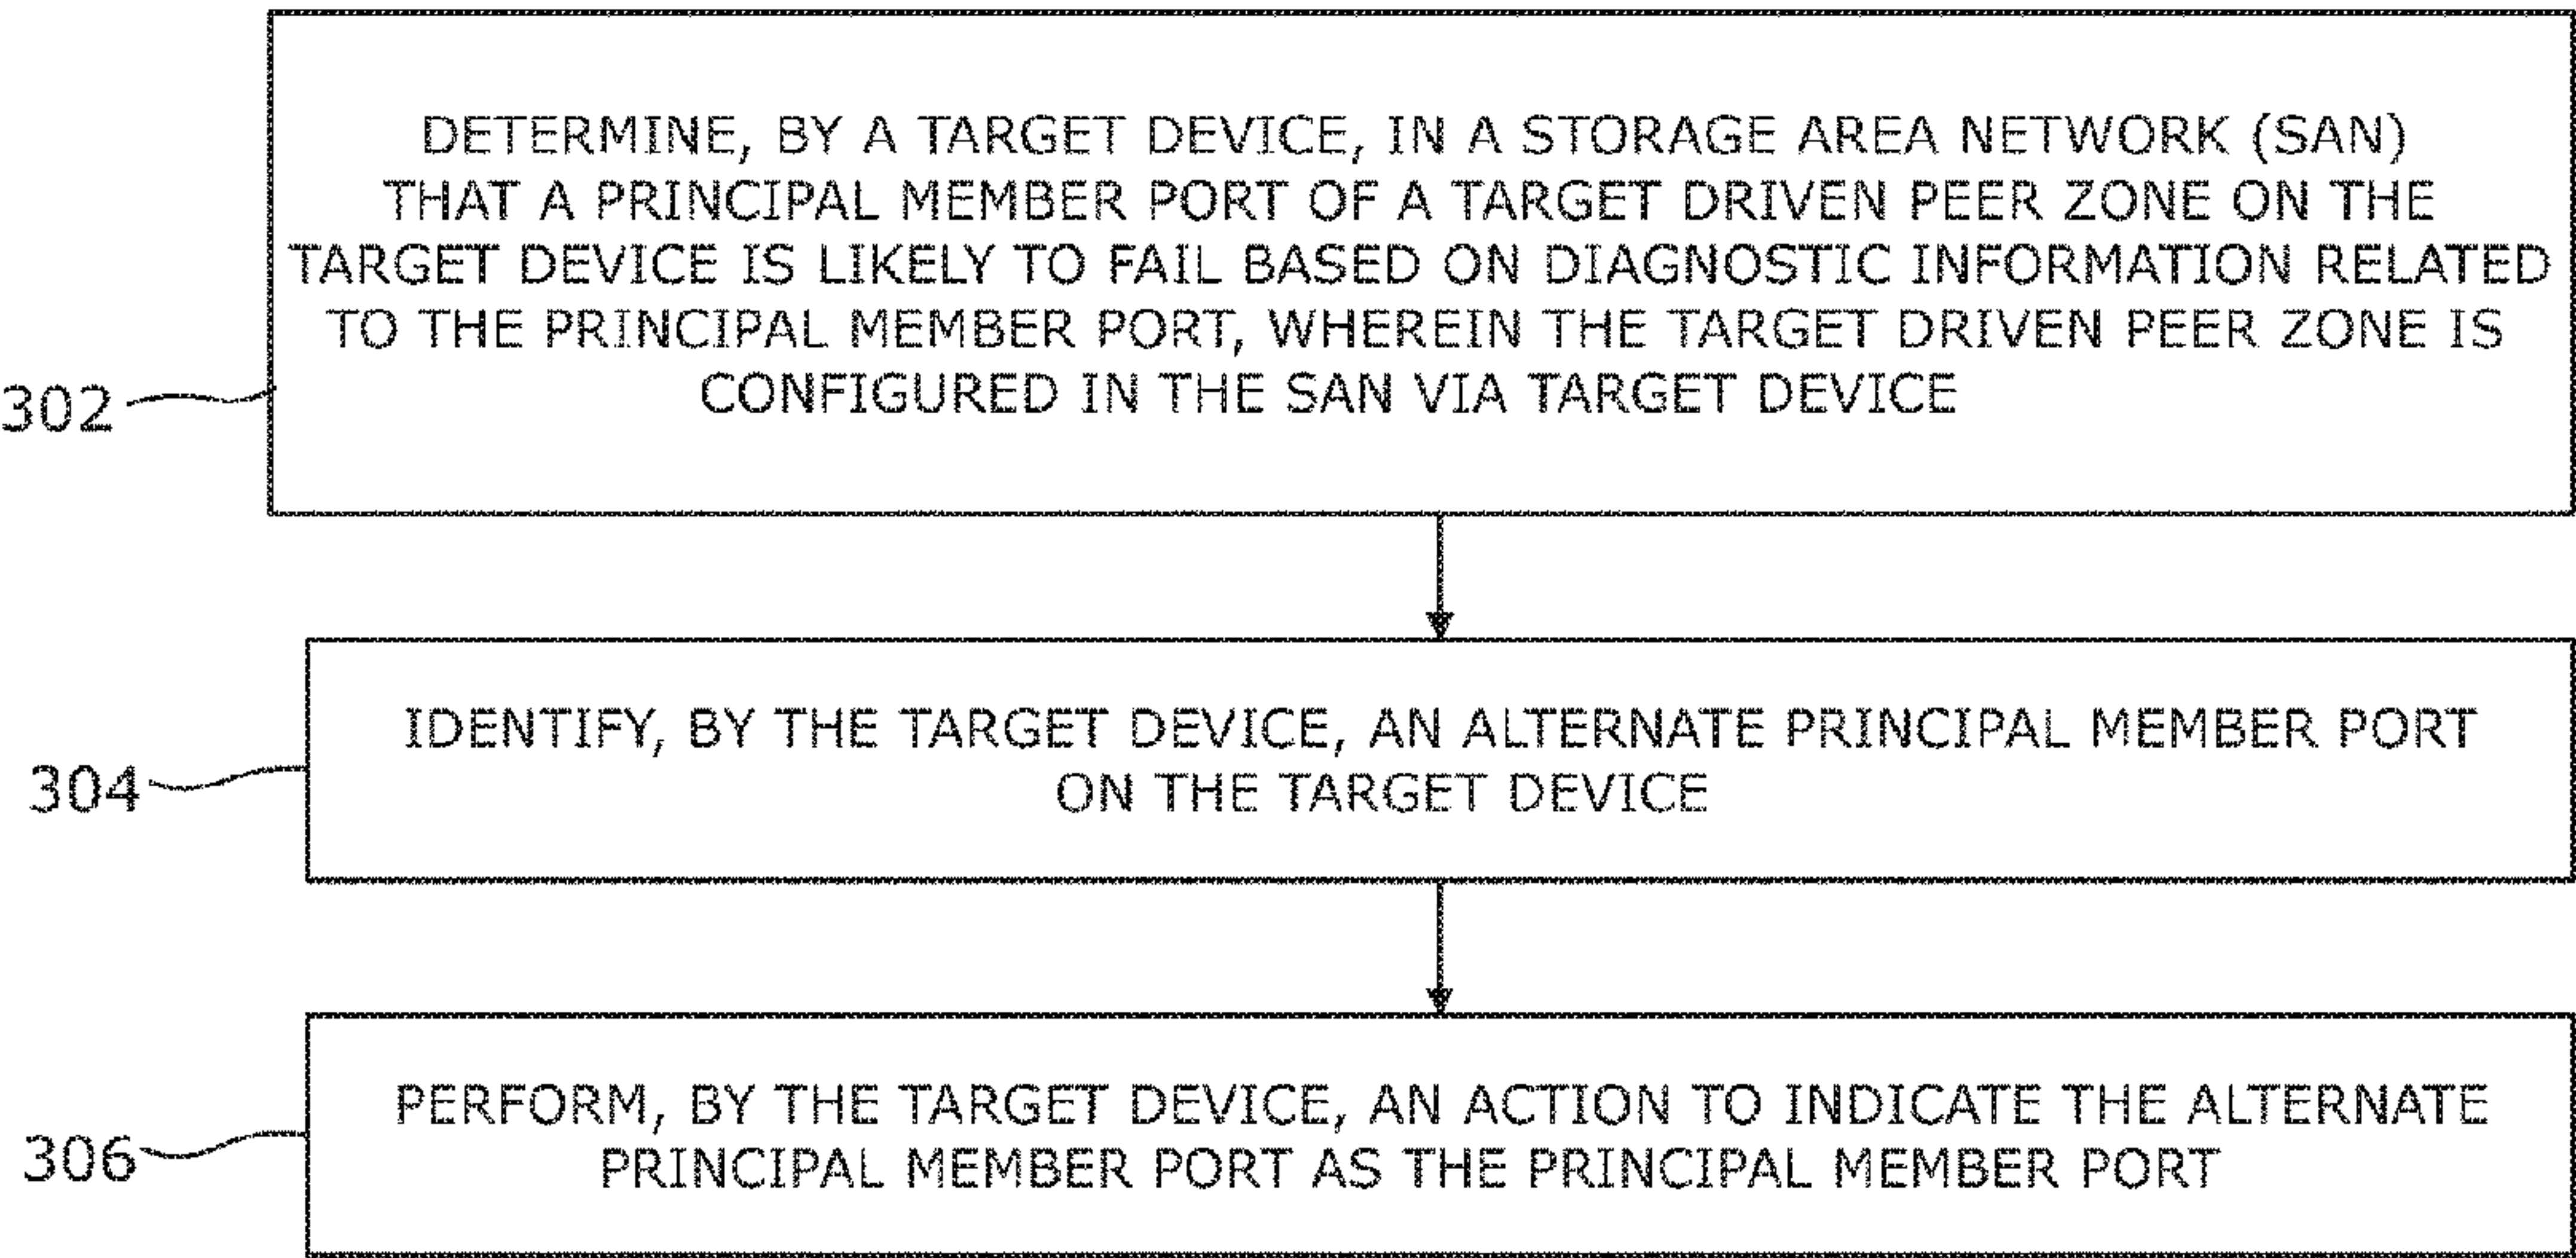 DETERMINE, BY A TARGET DEVICE, IN A STORAGE AREA NETWORK (SAN)
THAT A PRINCIPAL MEMBER PORT OF A TARGET DRIVEN PEER ZONE ON THE
TARGET DEVICE IS LIKELY TO FAIL BASED ON DIAGNOSTIC INFORMATION RELATED
TO THE PRINCIPAL MEMBER PORT, WHEREIN THE TARGET DRIVEN PEER ZONE IS
CONFIGURED IN THE SAN VIA TARGET DEVICE
302
IDENTIFY, BY THE TARGET DEVICE, AN ALTERNATE PRINCIPAL MEMBER PORT
ON THE TARGET DEVICE
304
PERFORM, BY THE TARGET DEVICE, AN ACTION TO INDICATE THE ALTERNATE
PRINCIPAL MEMBER PORT AS THE PRINCIPAL MEMBER PORT
306